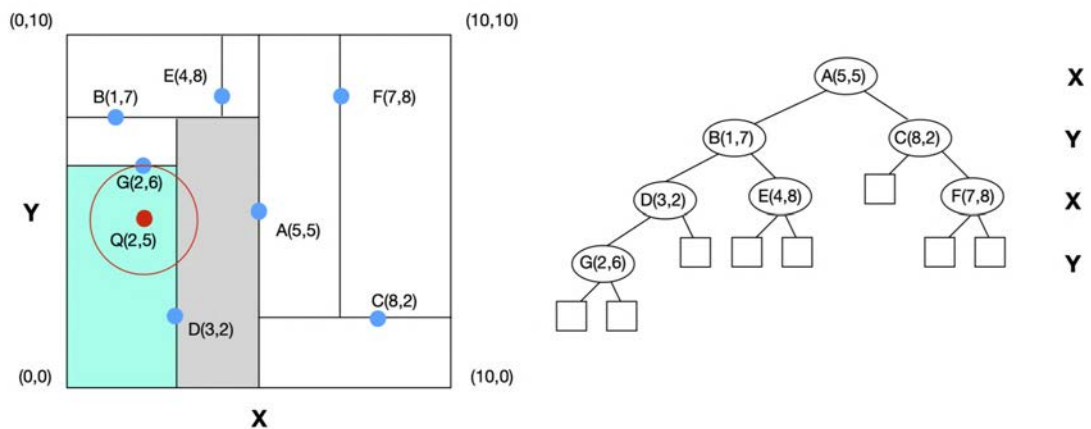 (0,10)
(10,10)
E(4,8)
B(1,7)
F(7,8)
G(2,6)
Y
Q(2,5)
A(5,5)
C(8,2)
D(3,2)
(0,0)
(10,0)
X
A(5,5)
X
B(1,7)
C(8,2)
Y
D(3,2)
E(4,8)
F(7,8)
X
G(2,6)
Y